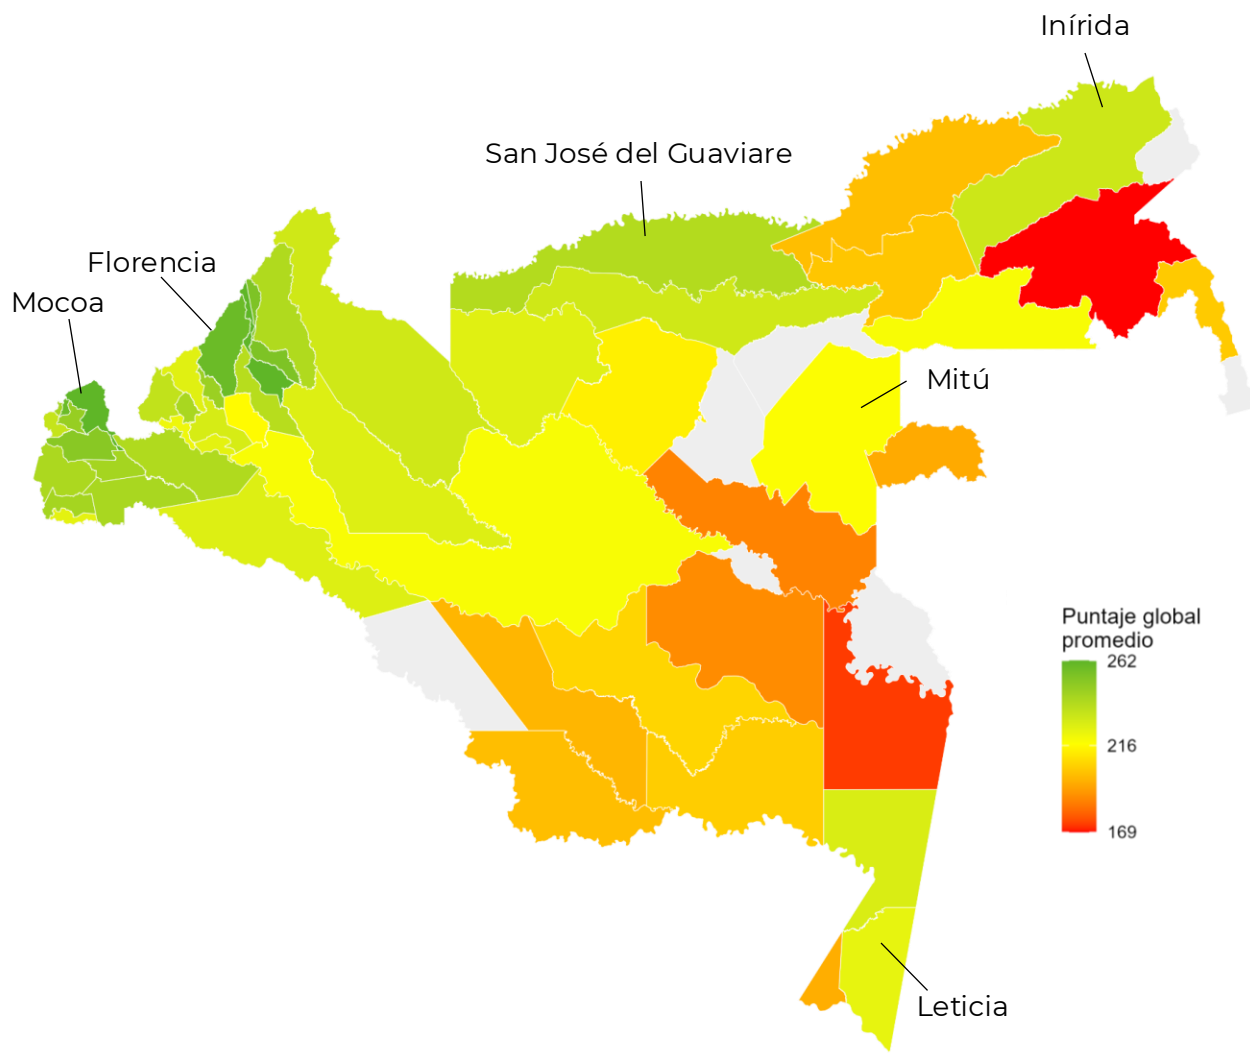 Inírida
San José del Guaviare
Florencia
Mocoa
Mitú
Puntaje global
promedio
262
216
169
Leticia